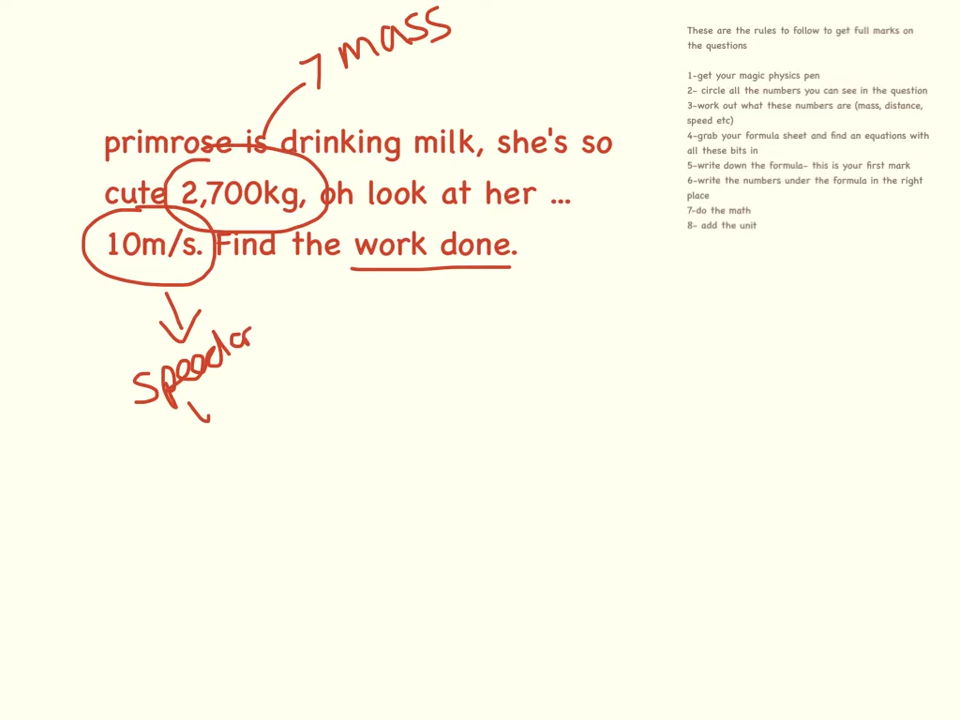 mass
primrose is drinking milk, she's so
cute 2,700kg, oh look at her ...
10m/s. Find the work done.
speed or
v
These are the rules to follow to get full marks on
the questions
1-get your magic physics pen
2- circle all the numbers you can see in the question
3-work out what these numbers are (mass, distance,
speed etc)
4-grab your formula sheet and find an equations with
all these bits in
5-write down the formula- this is your first mark
6-write the numbers under the formula in the right
place
7-do the math
8- add the unit